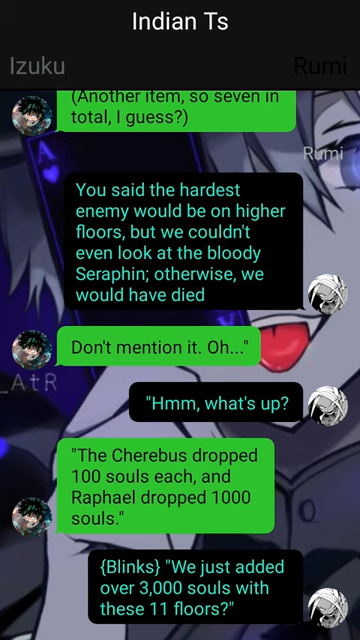 Indian Ts
Izuku
Rumi
(Another item, so seven in
total, I guess?)
Rumi
You said the hardest
enemy would be on higher
floors, but we couldn't
even look at the bloody
Seraphin; otherwise, we
would have died
Don't mention it. Oh..."
_AtR
"Hmm, what's up?
"The Cherebus dropped
100 souls each, and
Raphael dropped 1000
souls."
{Blinks} "We just added
over 3,000 souls with
these 11 floors?"